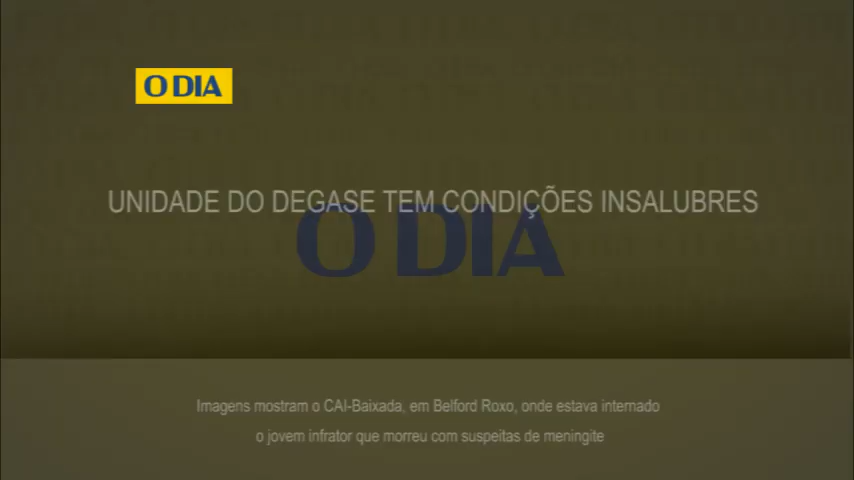 O DIA
UNIDADE DO DEGASE TEM CONDIÇÕES INSALUBRES
O DIA
Imagens mostram o CAI-Baixada, em Belford Roxo, onde estava internado
o jovem infrator que morreu com suspeitas de meningite